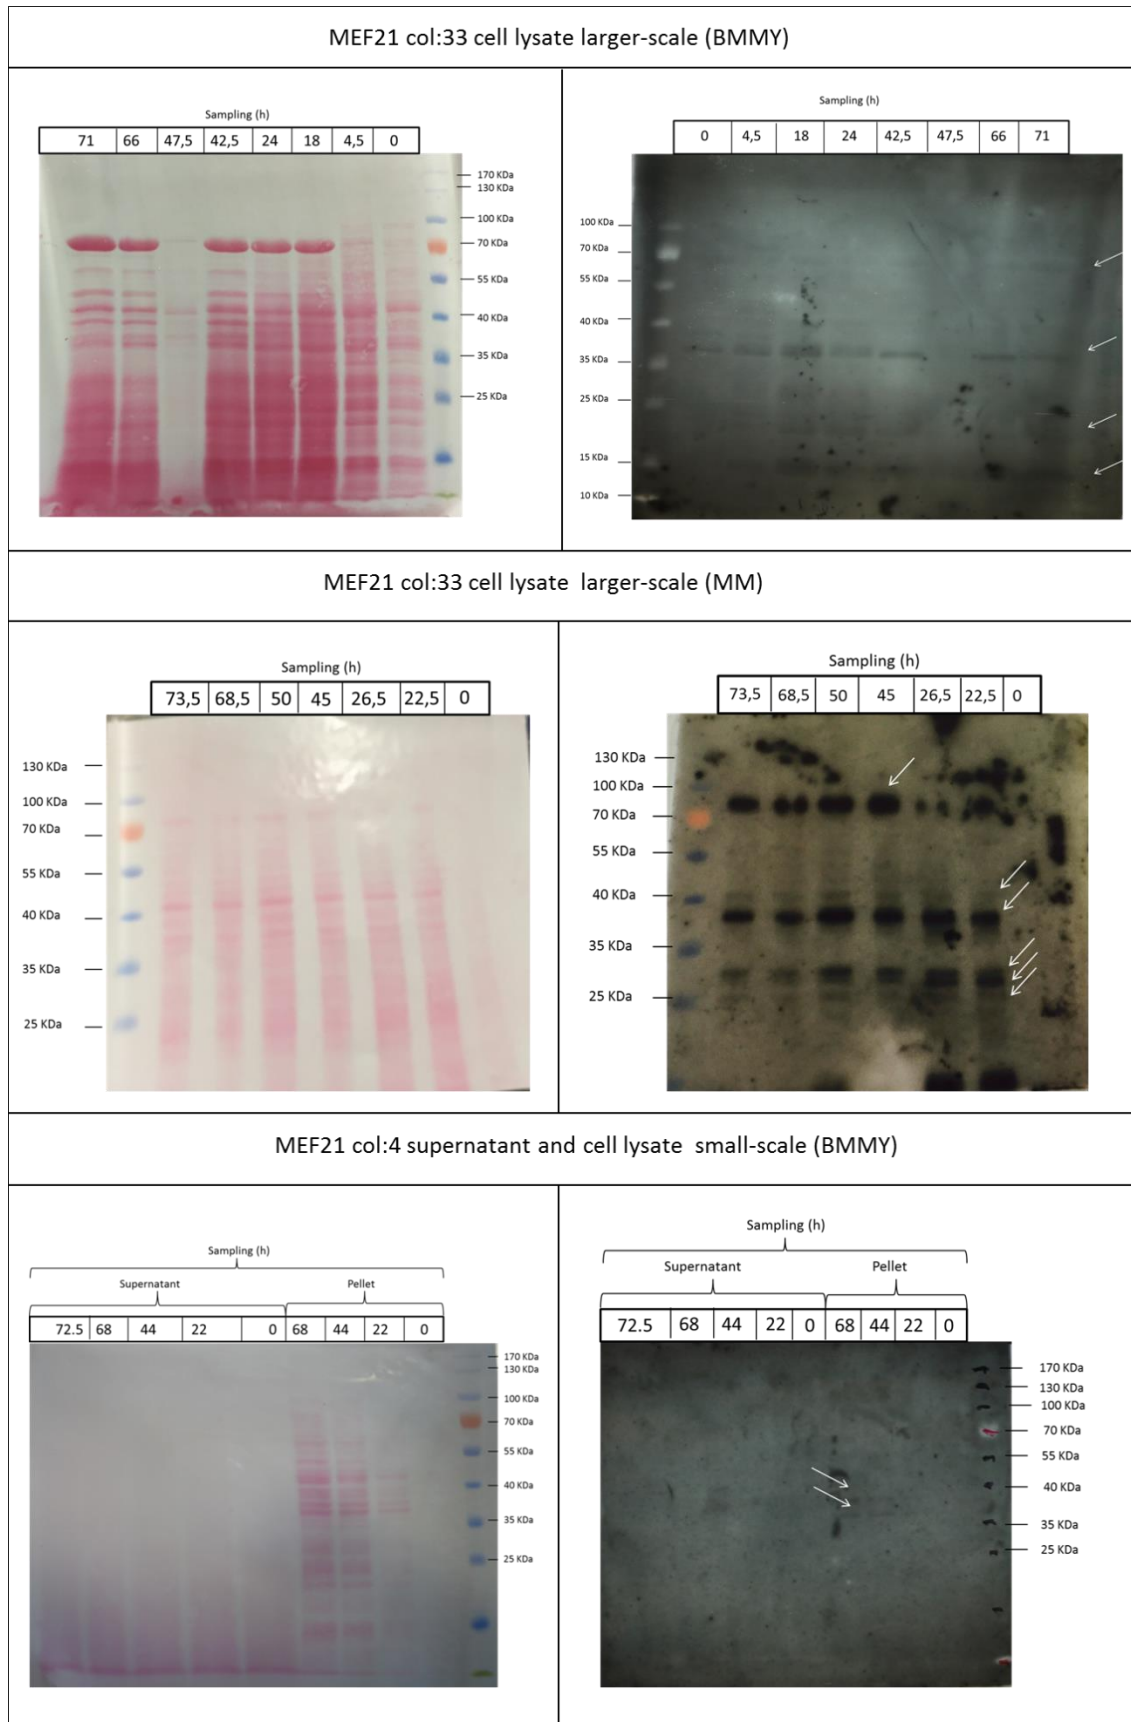 MEF21 col:33 cell lysate larger-scale (BMMY)
Sampling (h)
71 66 47,5 42,5 24 18 4,5 0
170 KDa
130 KDa
100 KDa
70 KDa
55 KDa
40 KDa
35 KDa
25 KDa
Sampling (h)
0 4,5 18 24 42,5 47,5 66 71
100 KDa
70 KDa
55 KDa
40 KDa
35 KDa
25 KDa
15 KDa
10 KDa
MEF21 col:33 cell lysate larger-scale (MM)
Sampling (h)
73,5 68,5 50 45 26,5 22,5 0
130 KDa
100 KDa
70 KDa
55 KDa
40 KDa
35 KDa
25 KDa
Sampling (h)
73,5 68,5 50 45 26,5 22,5 0
130 KDa
100 KDa
70 KDa
55 KDa
40 KDa
35 KDa
25 KDa
MEF21 col:4 supernatant and cell lysate small-scale (BMMY)
Sampling (h)
Supernatant Pellet
72.5 68 44 22 0 68 44 22 0
170 KDa
130 KDa
100 KDa
70 KDa
55 KDa
40 KDa
35 KDa
25 KDa
Sampling (h)
Supernatant Pellet
72.5 68 44 22 0 68 44 22 0
170 KDa
130 KDa
100 KDa
70 KDa
55 KDa
40 KDa
35 KDa
25 KDa